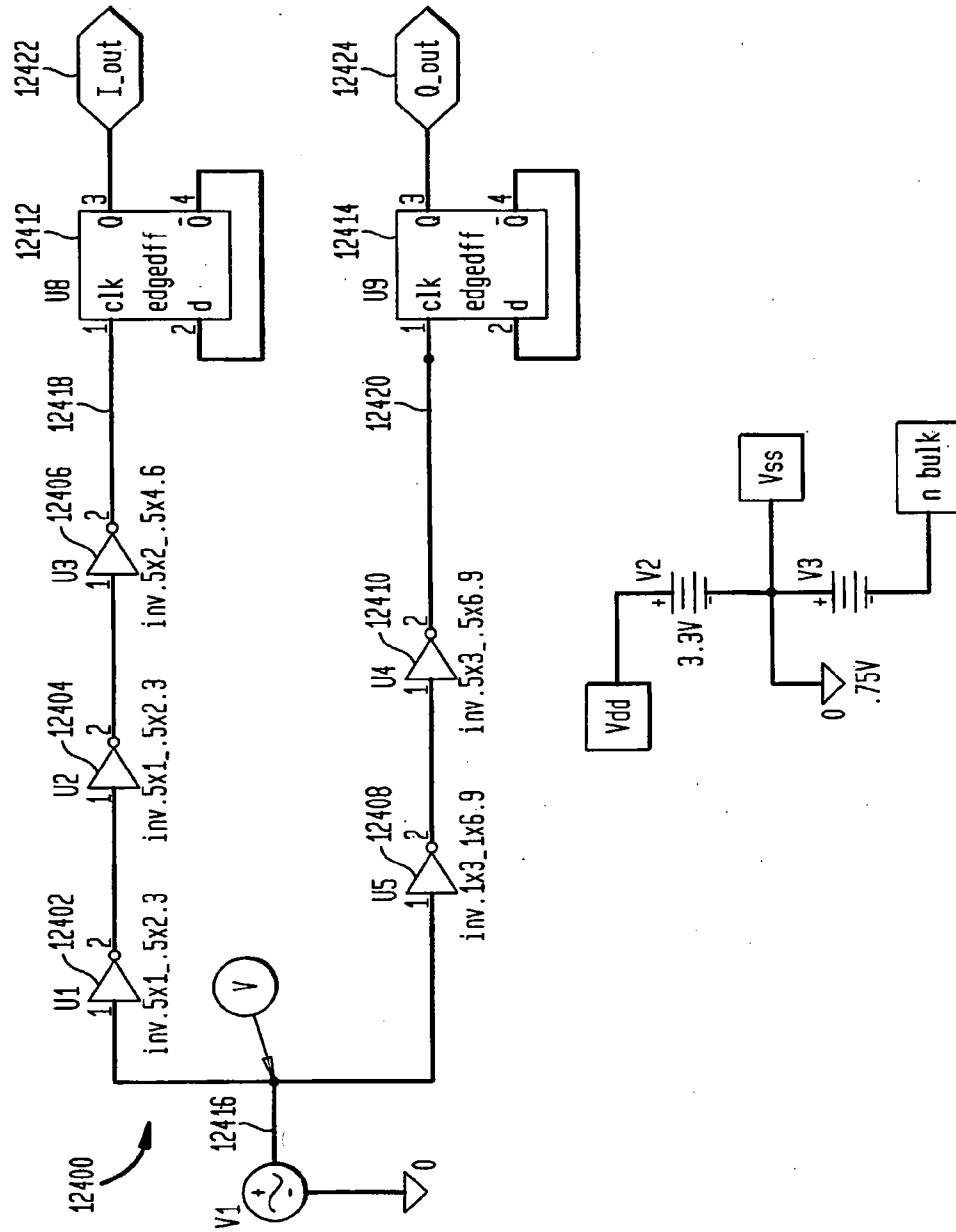 12400
V1
+
-
0
12416
V
U1
12402
1
2
inv.5x1_.5x2.3
U2
12404
1
2
inv.5x1_.5x2.3
U3
12406
1
2
inv.5x2_.5x4.6
12418
U8
12412
1
clk
Q
3
edgedff
2
d
Q̅
4
12422
I_out
U5
12408
1
2
inv.1x3_1x6.9
U4
12410
1
2
inv.5x3_.5x6.9
12420
U9
12414
1
clk
Q
3
edgedff
2
d
Q̅
4
12424
Q_out
Vdd
+
V2
-
3.3V
Vss
0
.75V
+
V3
-
n bulk